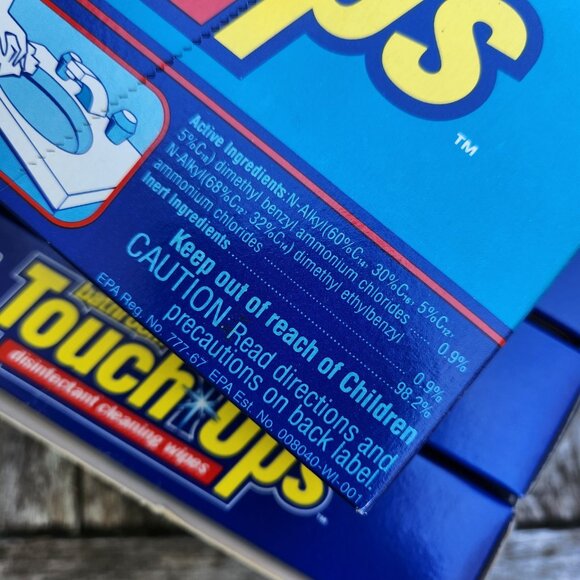 ps
™
Active Ingredients:N-Alkyl(60%C₁₄, 30%C₁₆, 5%C₁₂,
5%C₁₈) dimethyl benzyl ammonium chlorides . 0.9%
N-Alkyl(68%C₁₂, 32%C₁₄) dimethyl ethylbenzyl
ammonium chlorides 0.9%
Inert Ingredients 98.2%
Keep out of reach of Children
CAUTION: Read directions and
precautions on back label.
EPA Reg. No. 777-67 EPA Est. No. 008040-WI-001
Touch Ups
disinfectant cleaning wipes